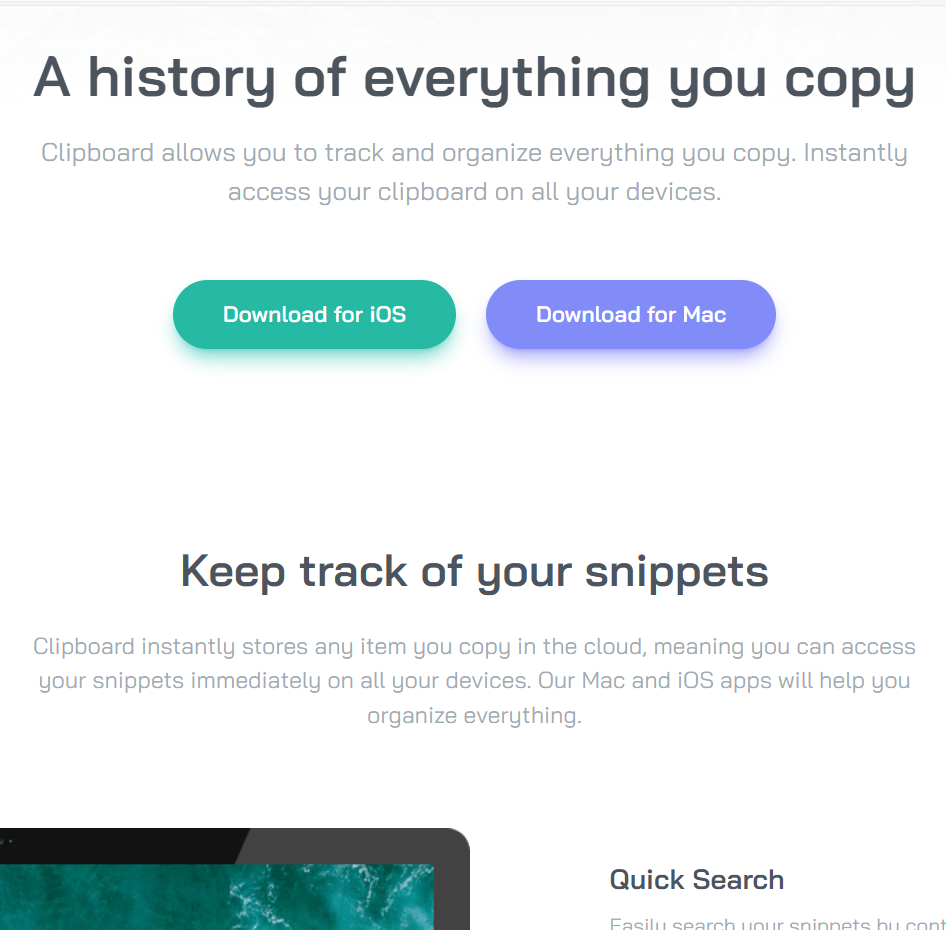 A history of everything you copy
Clipboard allows you to track and organize everything you copy. Instantly
access your clipboard on all your devices.
Download for iOS
Download for Mac
Keep track of your snippets
Clipboard instantly stores any item you copy in the cloud, meaning you can access
your snippets immediately on all your devices. Our Mac and iOS apps will help you
organize everything.
Quick Search
Easily search your snippets by